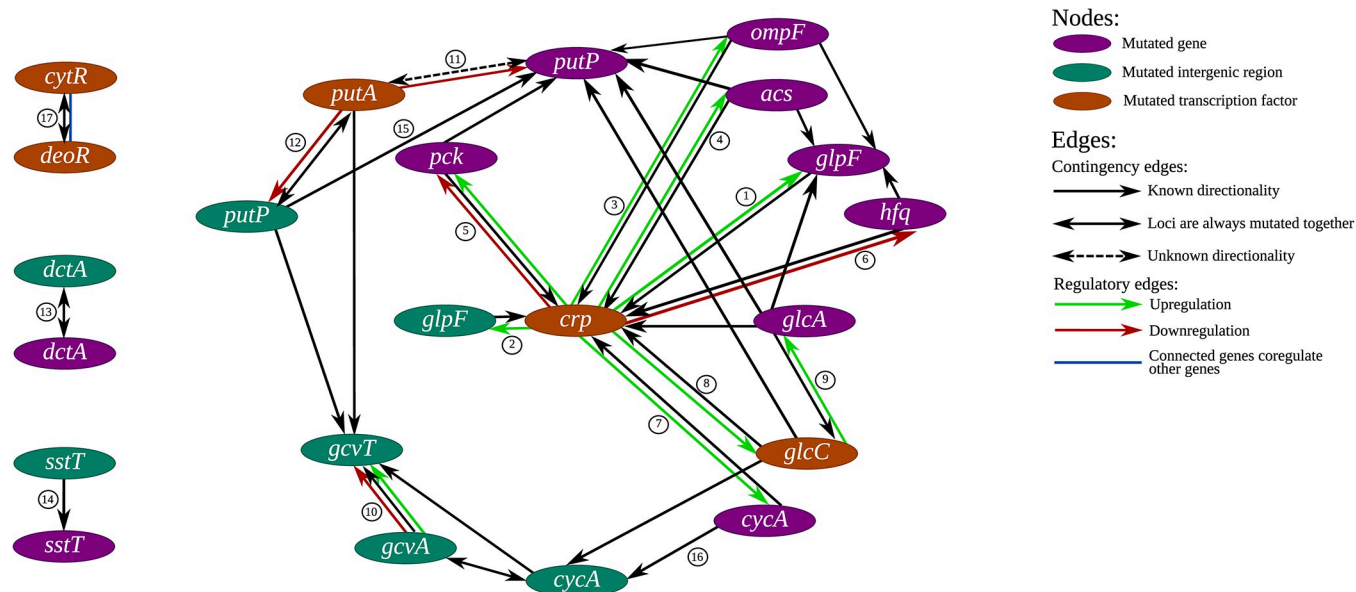 cytR
17
deoR
dctA
13
dctA
sstT
14
sstT
putA
11
putP
ompF
acs
12
15
pck
3
4
glpF
1
hfq
putP
5
6
glpF
2
crp
glcA
8
9
7
gcvT
glcC
10
gcvA
cycA
16
cycA
Nodes:
Mutated gene
Mutated intergenic region
Mutated transcription factor
Edges:
Contingency edges:
Known directionality
Loci are always mutated together
Unknown directionality
Regulatory edges:
Upregulation
Downregulation
Connected genes coregulate
other genes